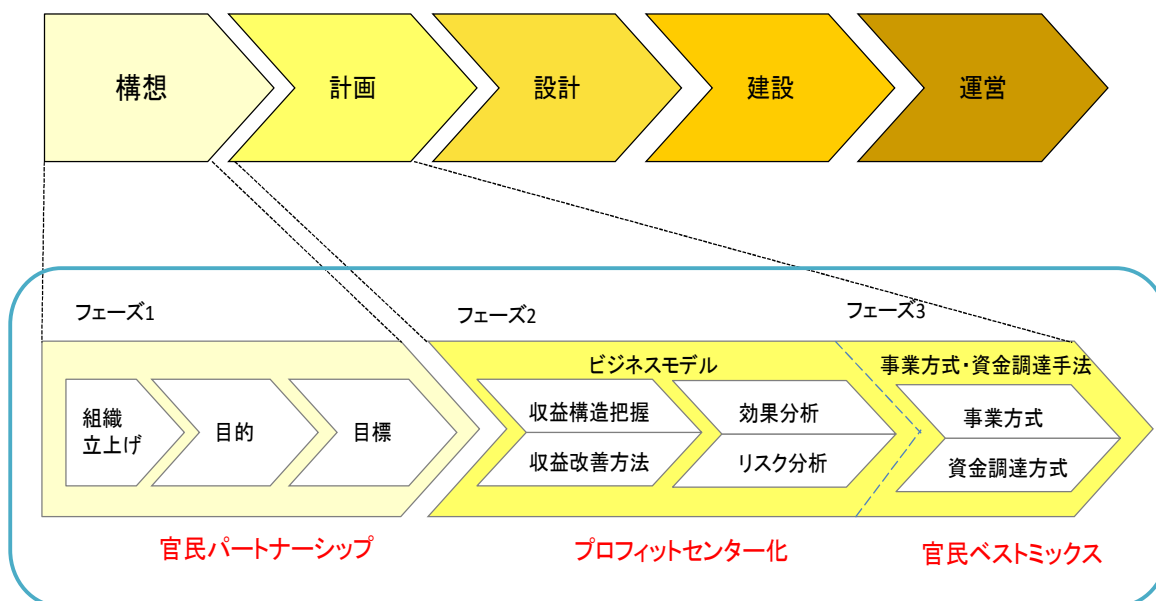 構想
計画
設計
建設
運営
フェーズ1
フェーズ2
フェーズ3
ビジネスモデル
事業方式・資金調達手法
組織
立上げ
目的
目標
収益構造把握
収益改善方法
効果分析
リスク分析
事業方式
資金調達方式
官民パートナーシップ
プロフィットセンター化
官民ベストミックス